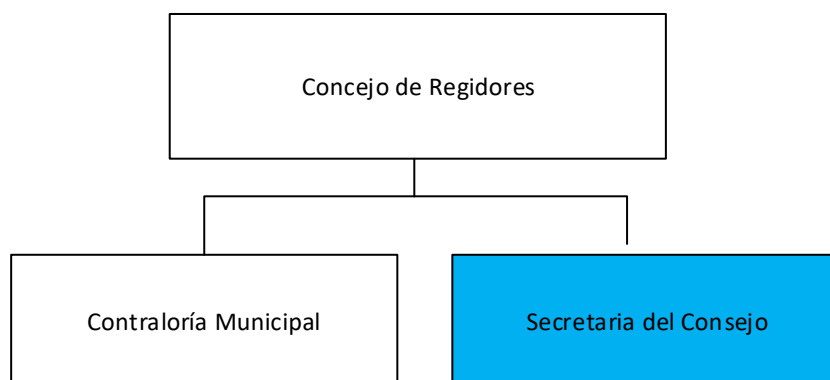 Concejo de Regidores
Contraloría Municipal
Secretaria del Consejo